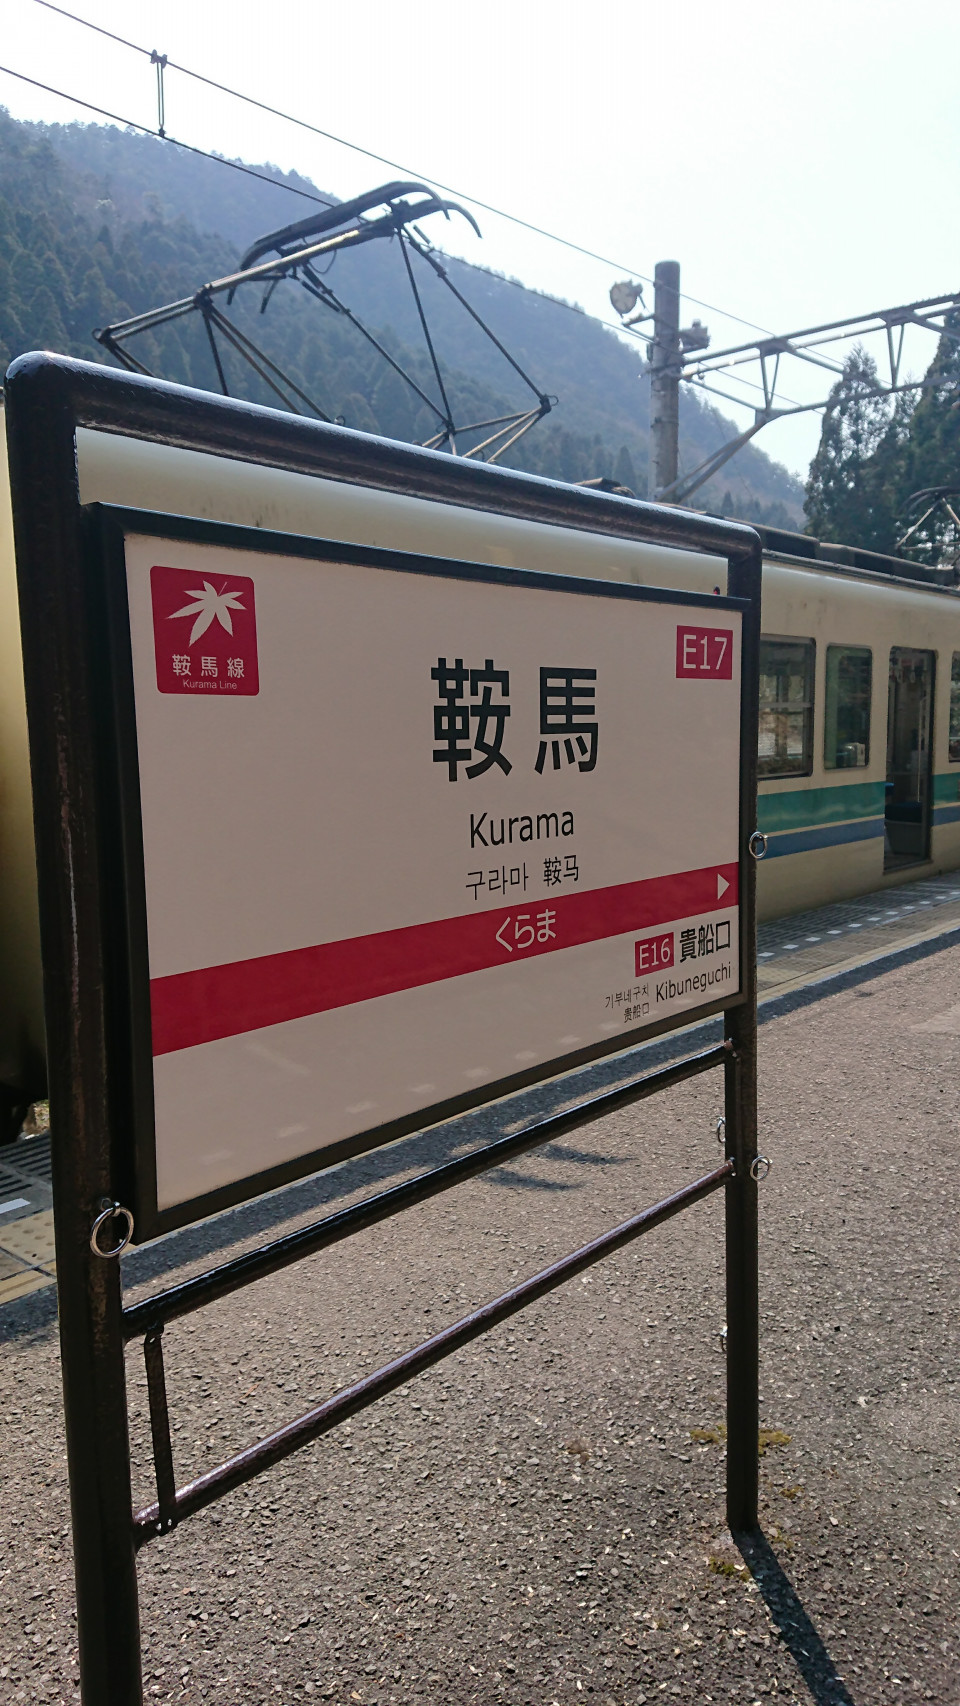 鞍馬線
Kurama Line
E17
鞍馬
Kurama
구라마 鞍马
くらま
E16 貴船口
기부네구치 Kibuneguchi
贵船口